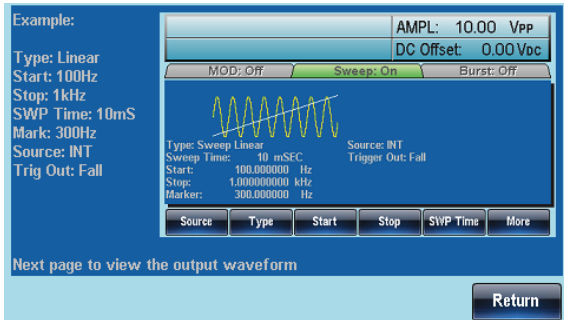 Example:
Type: Linear
Start: 100Hz
Stop: 1kHz
SWP Time: 10mS
Mark: 300Hz
Source: INT
Trig Out: Fall
AMPL: 10.00 VPP
DC Offset: 0.00 VDC
MOD: Off Sweep: On Burst: Off
Type: Sweep Linear Source: INT
Sweep Time: 10 mSEC Trigger Out: Fall
Start: 100.000000 Hz
Stop: 1.000000000 kHz
Marker: 300.000000 Hz
Source Type Start Stop SWP Time More
Next page to view the output waveform
Return